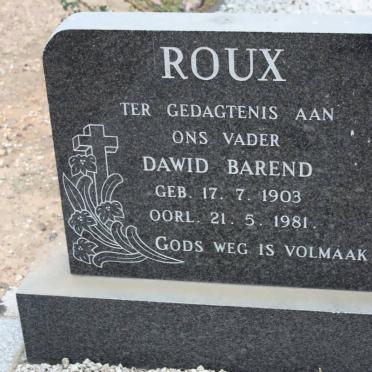 ROUX
TER GEDAGTENIS AAN
ONS VADER
DAWID BAREND
GEB. 17. 7. 1903
OORL. 21. 5. 1981.
GODS WEG IS VOLMAAK